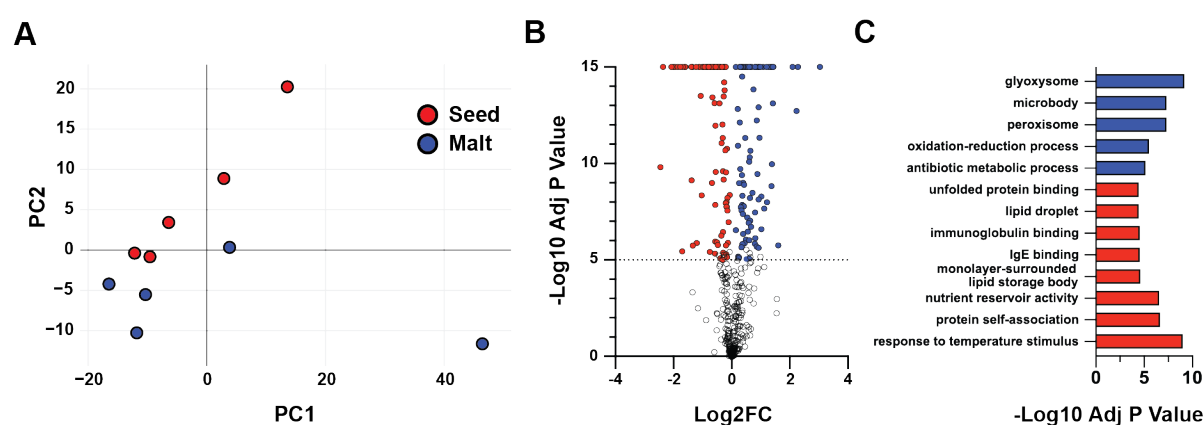 A
20
15
10
5
0
−5
−10
PC2
−20
0
20
40
PC1
Seed
Malt
B
15
10
5
0
-Log10 Adj P Value
-4
-2
0
2
4
Log2FC
C
glyoxysome
microbody
peroxisome
oxidation-reduction process
antibiotic metabolic process
unfolded protein binding
lipid droplet
immunoglobulin binding
IgE binding
monolayer-surrounded
lipid storage body
nutrient reservoir activity
protein self-association
response to temperature stimulus
0
5
10
-Log10 Adj P Value